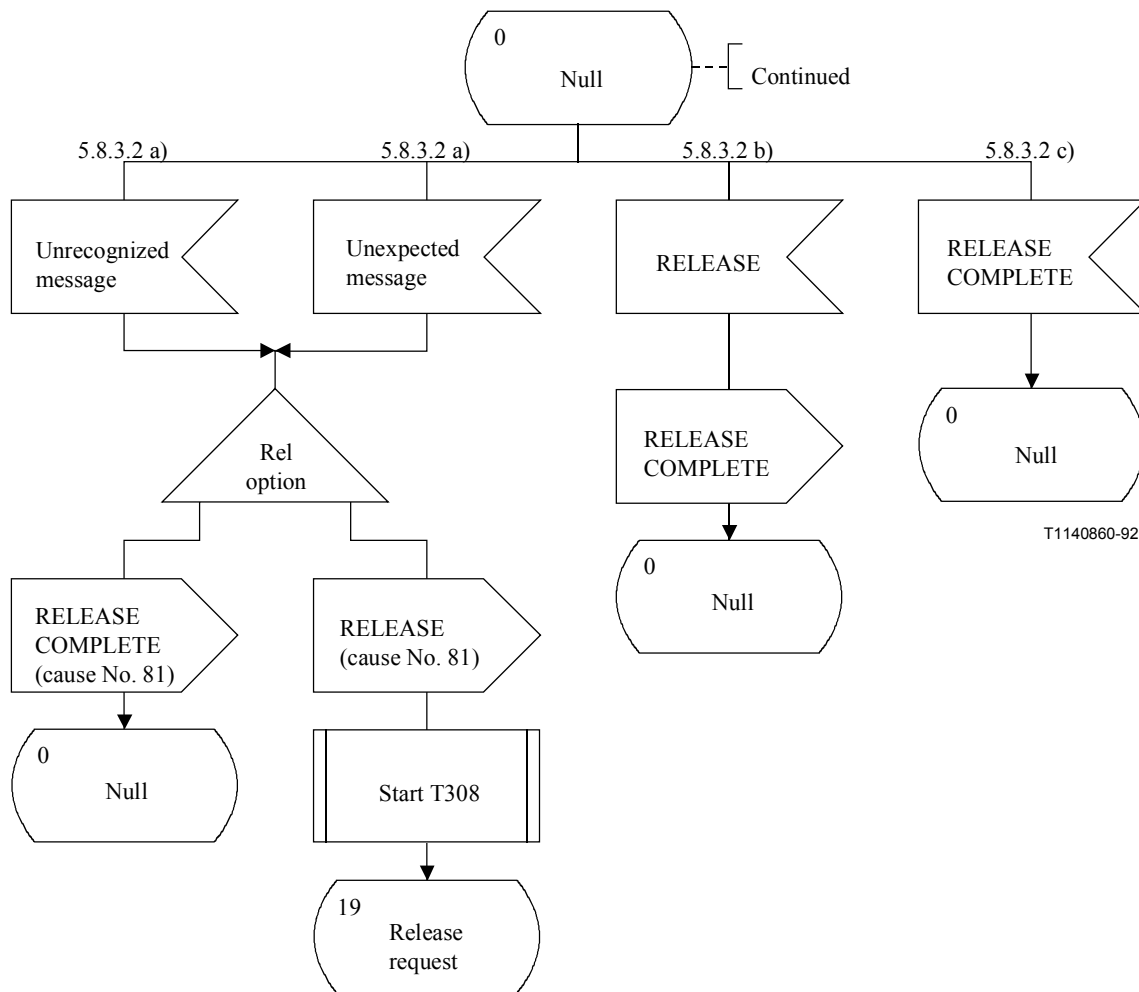 0
Null
Continued
5.8.3.2 a)
5.8.3.2 a)
5.8.3.2 b)
5.8.3.2 c)
Unrecognized
message
Unexpected
message
RELEASE
RELEASE
COMPLETE
Rel
option
RELEASE
COMPLETE
0
Null
T1140860-92
RELEASE
COMPLETE
(cause No. 81)
RELEASE
(cause No. 81)
0
Null
0
Null
Start T308
19
Release
request